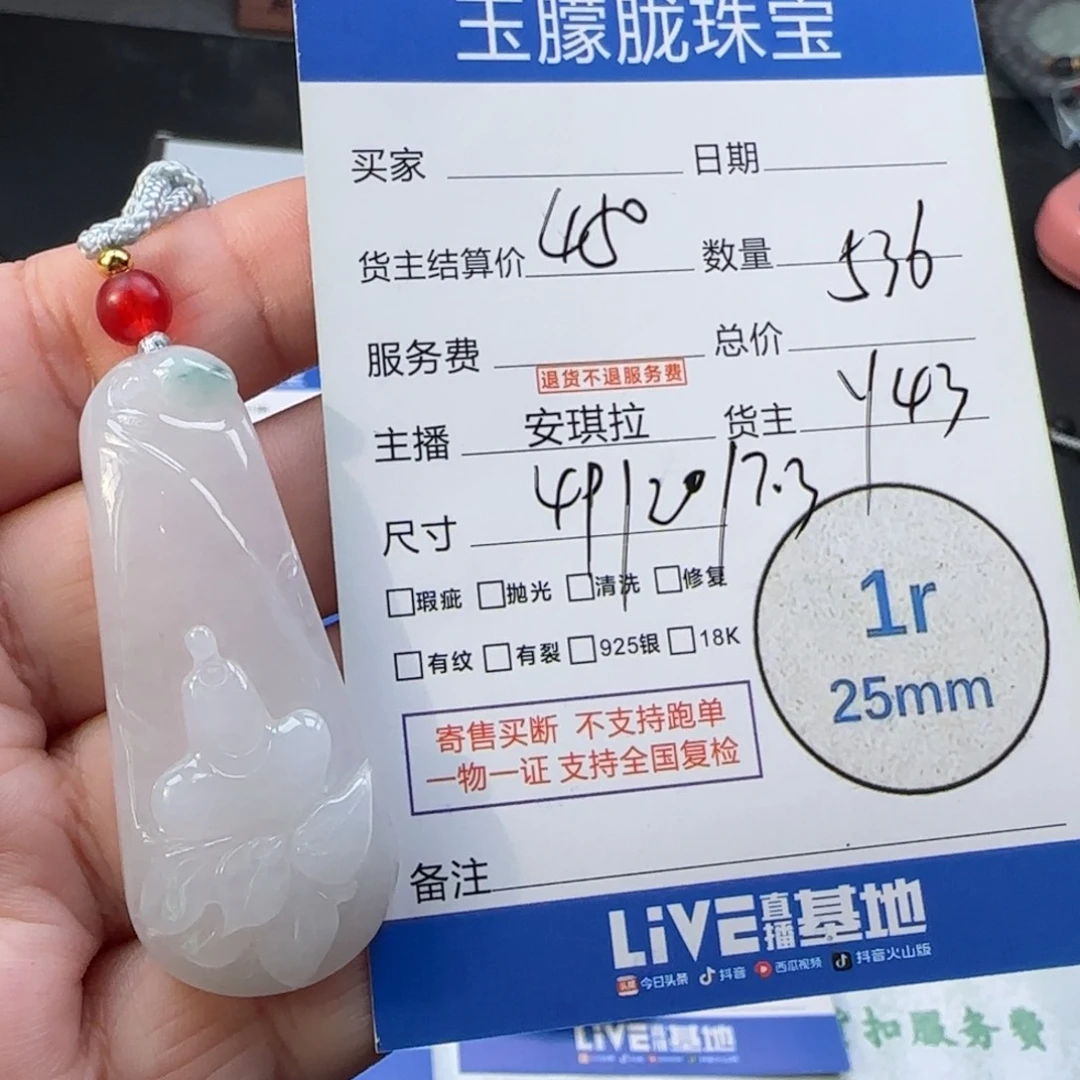 玉朦胧珠宝
买家 日期
货主结算价 450 数量 536
服务费 总价
退货不退服务费
主播 安琪拉 货主 Y43
尺寸 49/20/7.3
瑕疵 抛光 清洗 修复
有纹 有裂 925银 18K
1r
25mm
寄售买断 不支持跑单
一物一证 支持全国复检
备注
LiVE直播基地
头条 今日头条 抖音 西瓜视频 抖音火山版
LiVE直播基地
扣服务费